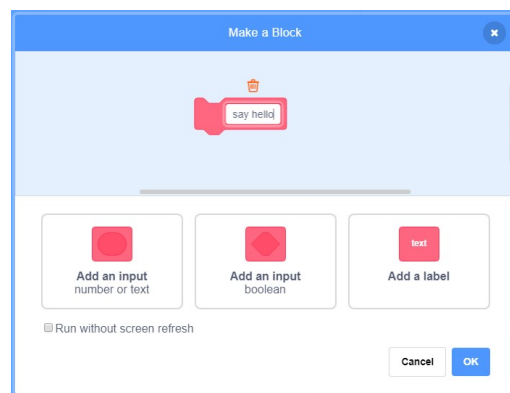 Make a Block
say hello
text
Add an input
number or text
Add an input
boolean
Add a label
Run without screen refresh
Cancel
OK